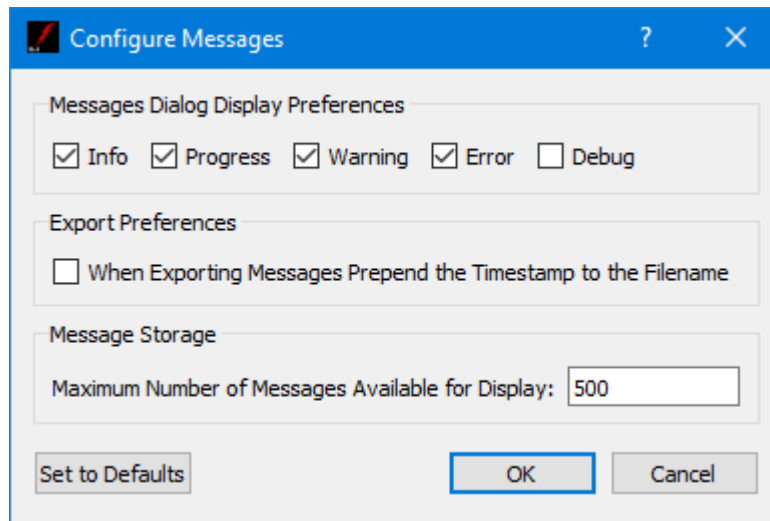 Configure Messages
?
Messages Dialog Display Preferences
Info Progress Warning Error Debug
Export Preferences
When Exporting Messages Prepend the Timestamp to the Filename
Message Storage
Maximum Number of Messages Available for Display: 500
Set to Defaults OK Cancel